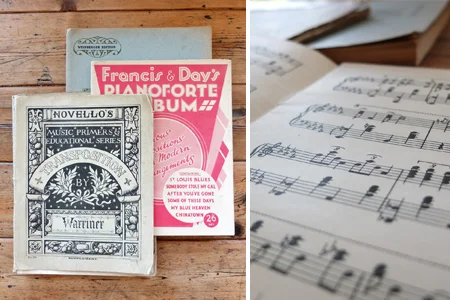 Francis & Day's
PIANOFORTE
ALBUM
Modern
ST LOUIS BLUES
SOMEBODY STOLE MY GAL
AFTER YOU'VE GONE
SOME OF THESE DAYS
MY BLUE HEAVEN
CHINATOWN
2/6
NOVELLO'S
MUSIC PRIMERS &
EDUCATIONAL SERIES
TRANSPOSITION
BY
Warriner